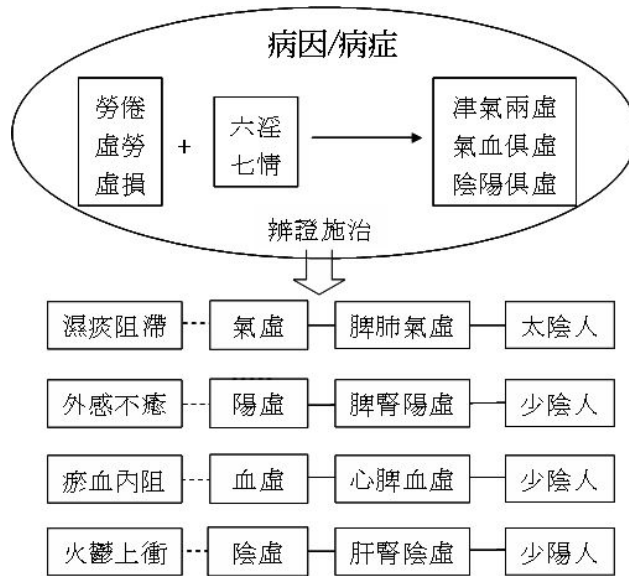 病因/病症
勞倦
虛勞
虛損
+
六淫
七情
津氣兩虛
氣血俱虛
陰陽俱虛
辨證施治
濕痰阻滯 氣虛 脾肺氣虛 太陰人
外感不癒 陽虛 脾腎陽虛 少陰人
瘀血內阻 血虛 心脾血虛 少陰人
火鬱上衝 陰虛 肝腎陰虛 少陽人